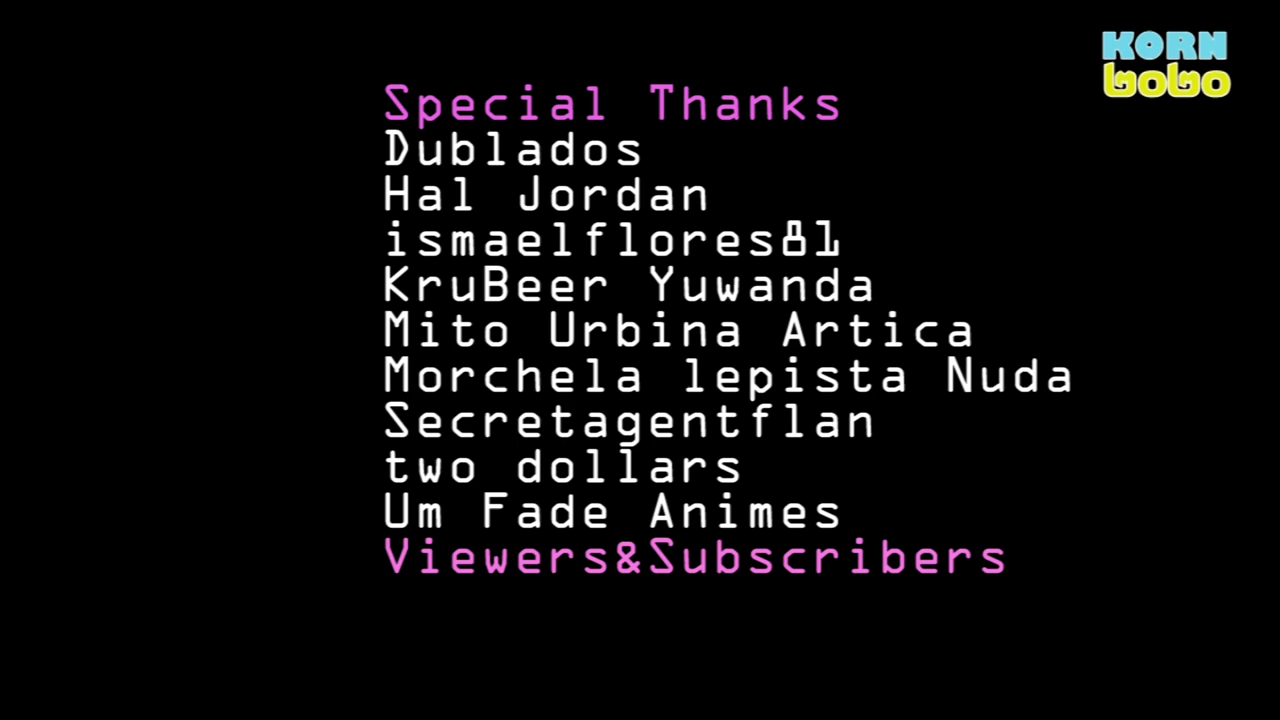 KORN
bobo
Special Thanks
Dublados
Hal Jordan
ismaelflores81
KruBeer Yuwanda
Mito Urbina Artica
Morchela lepista Nuda
Secretagentflan
two dollars
Um Fade Animes
Viewers&Subscribers